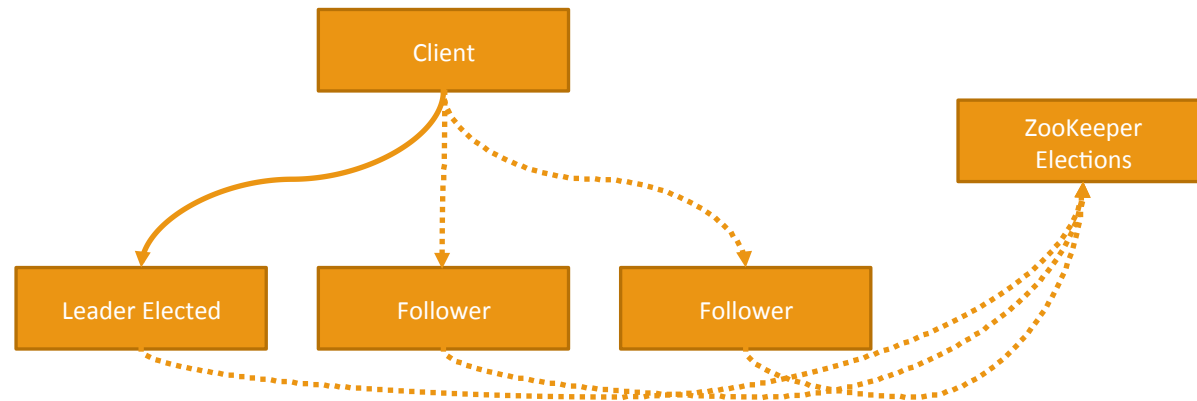 Client
ZooKeeper
Elections
Leader Elected
Follower
Follower